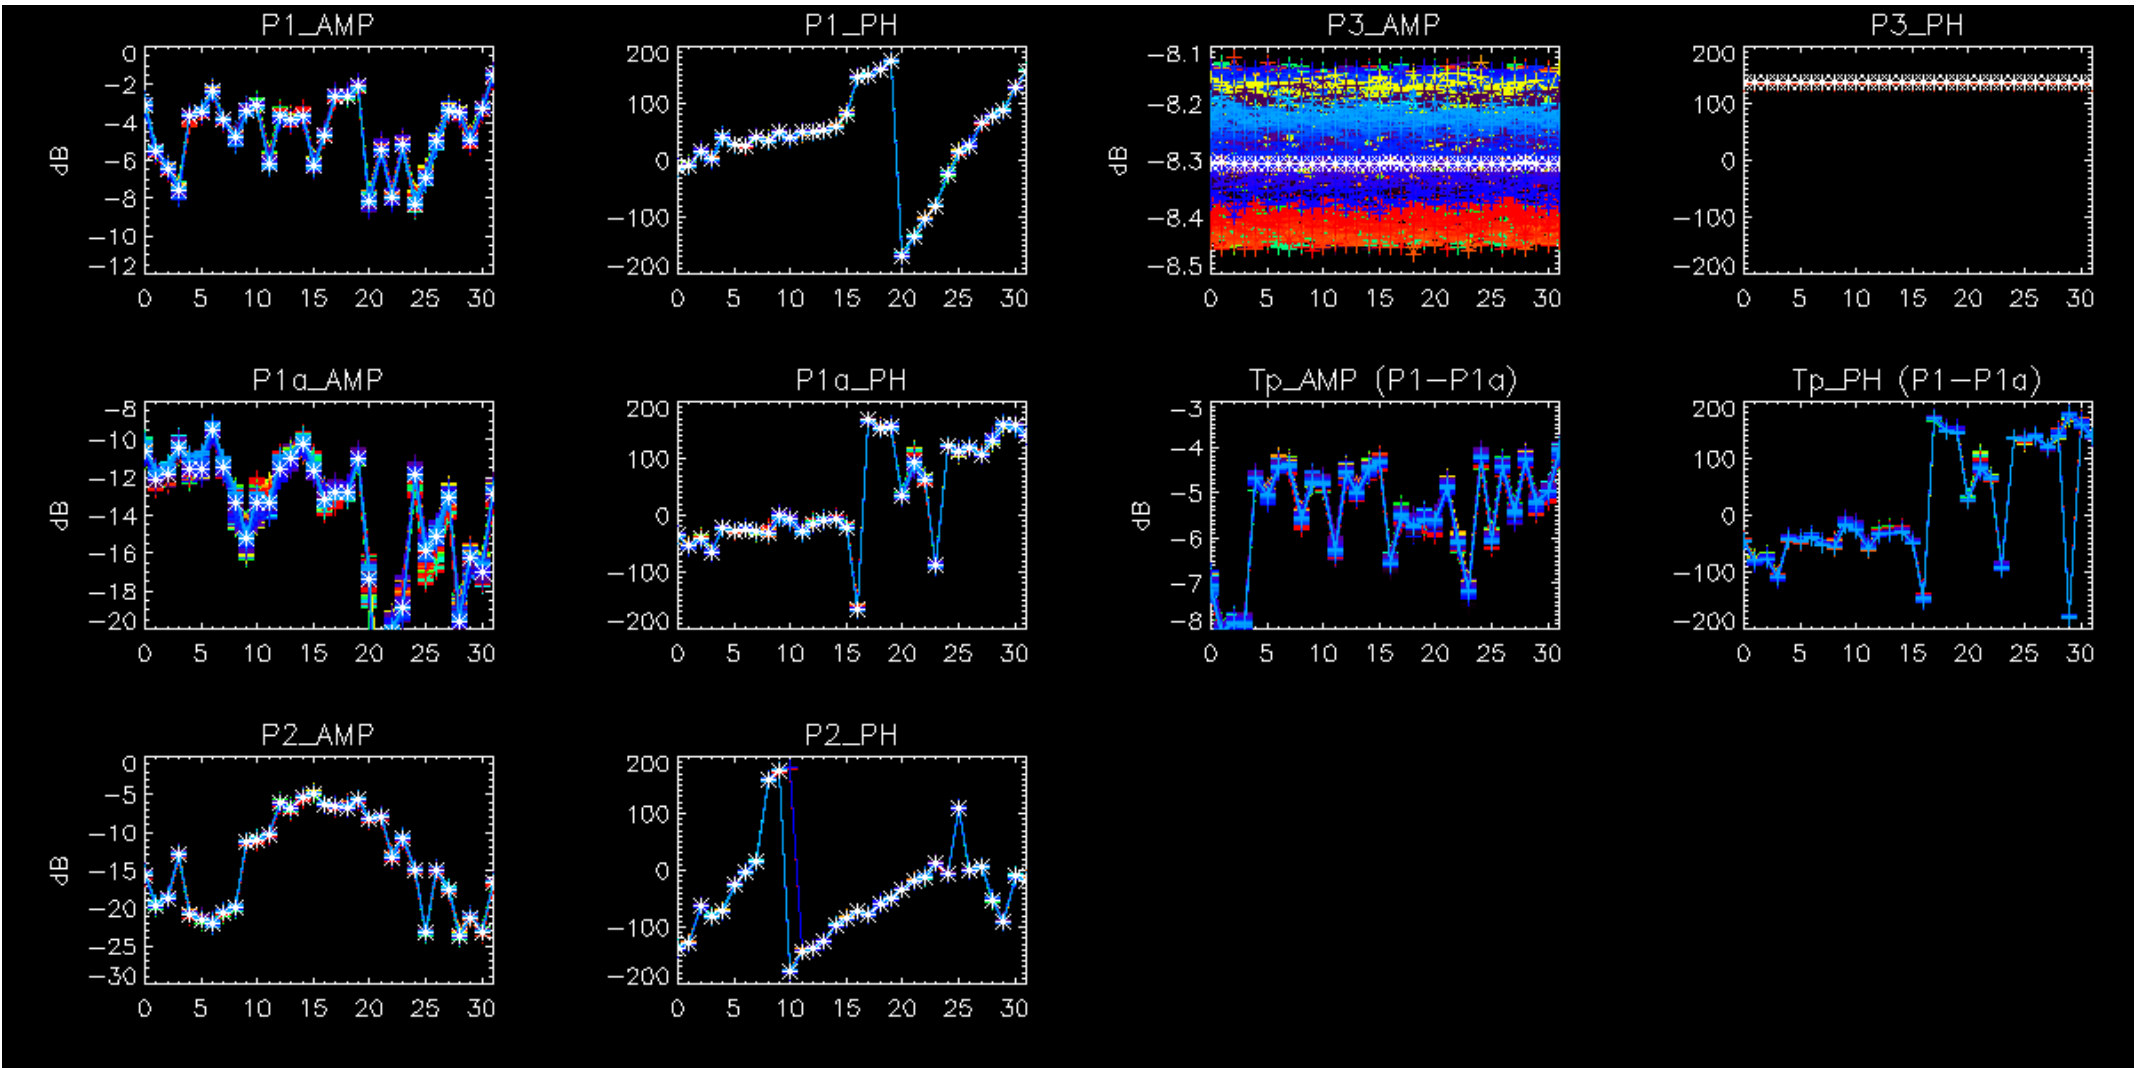 P1_AMP
0
−2
−4
−6
−8
−10
−12
dB
0 5 10 15 20 25 30
P1_PH
200
100
0
−100
−200
0 5 10 15 20 25 30
P3_AMP
−8.1
−8.2
−8.3
−8.4
−8.5
dB
0 5 10 15 20 25 30
P3_PH
200
100
0
−100
−200
0 5 10 15 20 25 30
P1a_AMP
−8
−10
−12
−14
−16
−18
−20
dB
0 5 10 15 20 25 30
P1a_PH
200
100
0
−100
−200
0 5 10 15 20 25 30
Tp_AMP (P1−P1a)
−3
−4
−5
−6
−7
−8
dB
0 5 10 15 20 25 30
Tp_PH (P1−P1a)
200
100
0
−100
−200
0 5 10 15 20 25 30
P2_AMP
0
−5
−10
−15
−20
−25
−30
dB
0 5 10 15 20 25 30
P2_PH
200
100
0
−100
−200
0 5 10 15 20 25 30